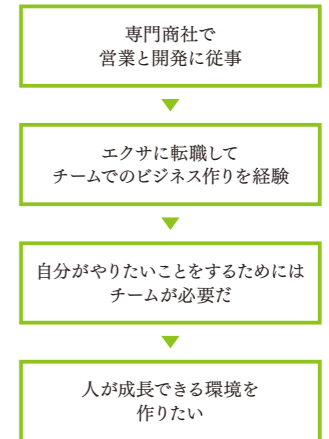 専門商社で
営業と開発に従事
エクサに転職して
チームでのビジネス作りを経験
自分がやりたいことをするためには
チームが必要だ
人が成長できる環境を
作りたい